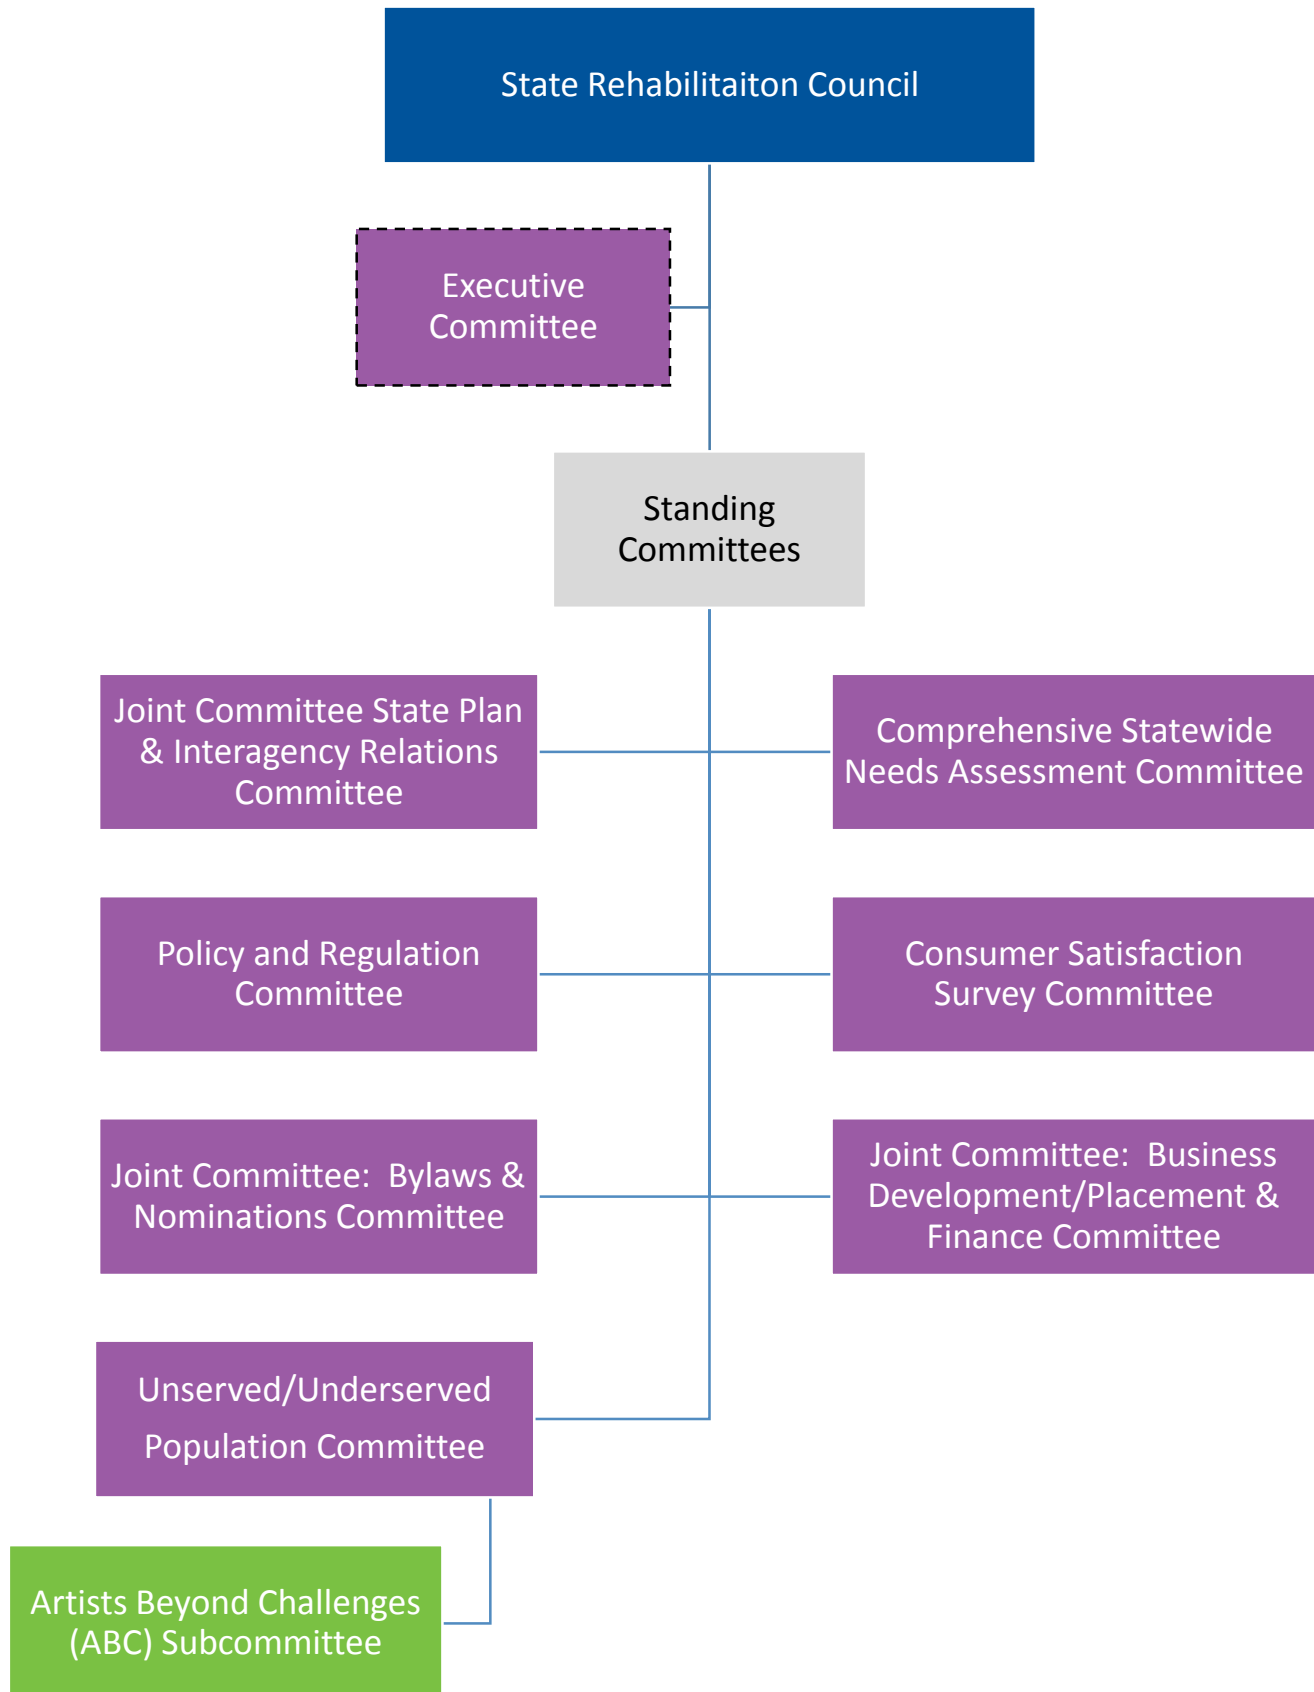 State Rehabilitaiton Council
Executive
Committee
Standing
Committees
Joint Committee State Plan
& Interagency Relations
Committee
Comprehensive Statewide
Needs Assessment Committee
Policy and Regulation
Committee
Consumer Satisfaction
Survey Committee
Joint Committee:  Bylaws &
Nominations Committee
Joint Committee:  Business
Development/Placement &
Finance Committee
Unserved/Underserved
Population Committee
Artists Beyond Challenges
(ABC) Subcommittee